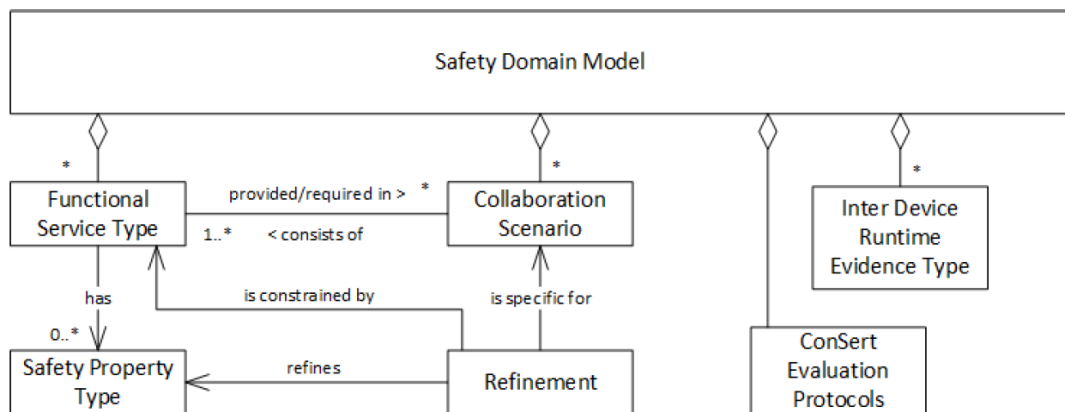 Safety Domain Model
*
*
*
Functional
Service Type
provided/required in >
*
1..*
< consists of
Collaboration
Scenario
Inter Device
Runtime
Evidence Type
has
is constrained by
is specific for
0..*
Safety Property
Type
refines
Refinement
ConSert
Evaluation
Protocols